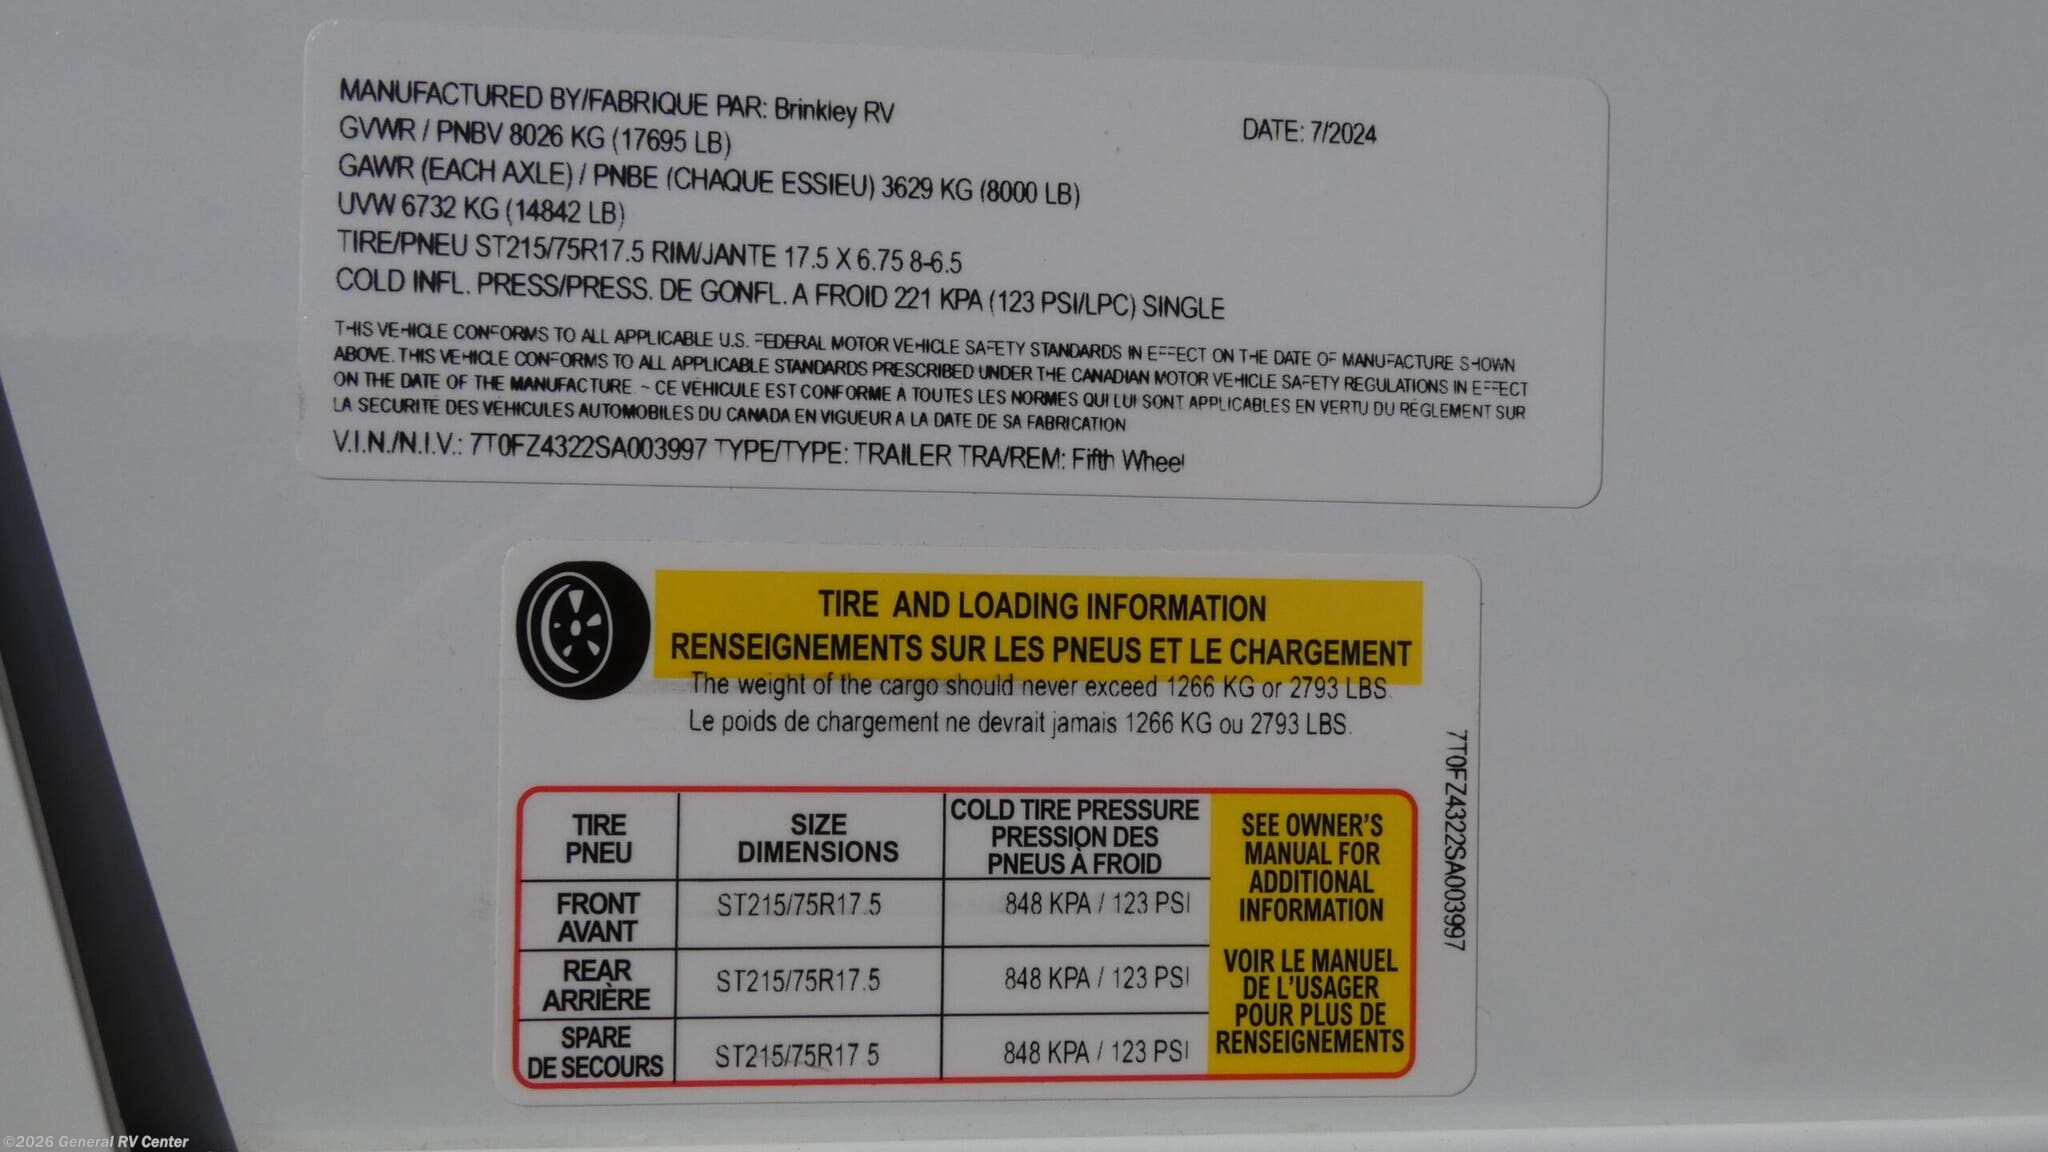 MANUFACTURED BY/FABRIQUE PAR: Brinkley RV
DATE: 7/2024
GVWR / PNBV 8026 KG (17695 LB)
GAWR (EACH AXLE) / PNBE (CHAQUE ESSIEU) 3629 KG (8000 LB)
UVW 6732 KG (14842 LB)
TIRE/PNEU ST215/75R17.5 RIM/JANTE 17.5 X 6.75 8-6.5
COLD INFL. PRESS/PRESS. DE GONFL. A FROID 221 KPA (123 PSI/LPC) SINGLE
THIS VEHICLE CONFORMS TO ALL APPLICABLE U.S. FEDERAL MOTOR VEHICLE SAFETY STANDARDS IN EFFECT ON THE DATE OF MANUFACTURE SHOWN
ABOVE. THIS VEHICLE CONFORMS TO ALL APPLICABLE STANDARDS PRESCRIBED UNDER THE CANADIAN MOTOR VEHICLE SAFETY REGULATIONS IN EFFECT
ON THE DATE OF THE MANUFACTURE. ~ CE VÉHICULE EST CONFORME À TOUTES LES NORMES QUI LUI SONT APPLICABLES EN VERTU DU RÉGLEMENT SUR
LA SECURITÉ DES VÉHICULES AUTOMOBILES DU CANADA EN VIGUEUR À LA DATE DE SA FABRICATION
V.I.N./N.I.V.: 7T0FZ4322SA003997 TYPE/TYPE: TRAILER TRA/REM: Fifth Wheel
TIRE AND LOADING INFORMATION
RENSEIGNEMENTS SUR LES PNEUS ET LE CHARGEMENT
The weight of the cargo should never exceed 1266 KG or 2793 LBS.
Le poids de chargement ne devrait jamais 1266 KG ou 2793 LBS.
TIRE
PNEU
SIZE
DIMENSIONS
COLD TIRE PRESSURE
PRESSION DES
PNEUS À FROID
FRONT
AVANT
ST215/75R17.5
848 KPA / 123 PSI
REAR
ARRIÈRE
ST215/75R17.5
848 KPA / 123 PSI
SPARE
DE SECOURS
ST215/75R17.5
848 KPA / 123 PSI
SEE OWNER'S
MANUAL FOR
ADDITIONAL
INFORMATION
VOIR LE MANUEL
DE L'USAGER
POUR PLUS DE
RENSEIGNEMENTS
7T0FZ4322SA003997
©2026 General RV Center